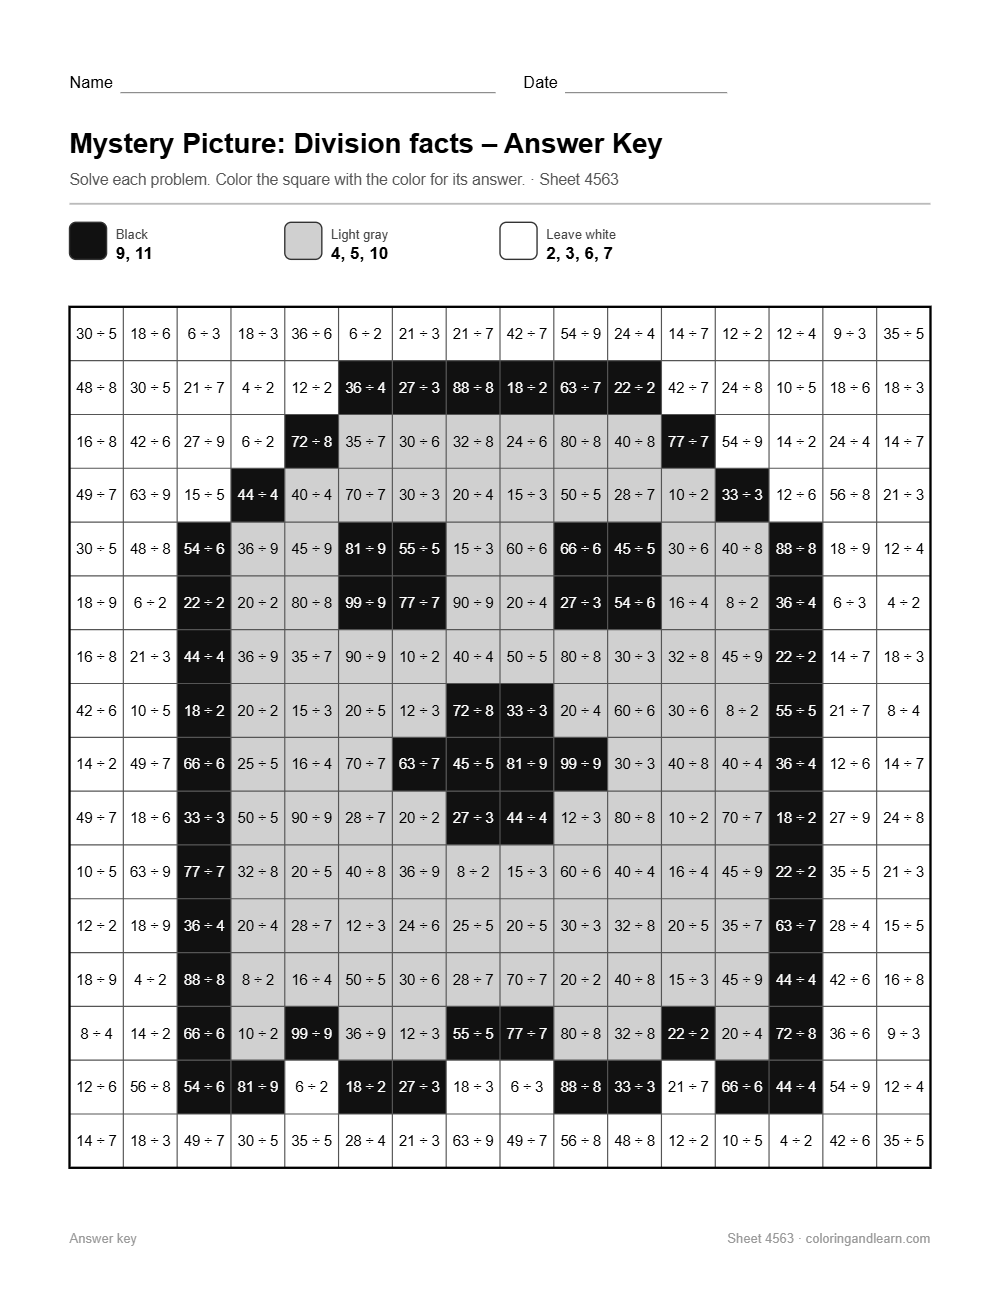 Name Date
Mystery Picture: Division facts – Answer Key
Solve each problem. Color the square with the color for its answer. · Sheet 4563
Black Light gray Leave white
9, 11 4, 5, 10 2, 3, 6, 7
30 ÷ 5 18 ÷ 6 6 ÷ 3 18 ÷ 3 36 ÷ 6 6 ÷ 2 21 ÷ 3 21 ÷ 7 42 ÷ 7 54 ÷ 9 24 ÷ 4 14 ÷ 7 12 ÷ 2 12 ÷ 4 9 ÷ 3 35 ÷ 5
48 ÷ 8 30 ÷ 5 21 ÷ 7 4 ÷ 2 12 ÷ 2 36 ÷ 4 27 ÷ 3 88 ÷ 8 18 ÷ 2 63 ÷ 7 22 ÷ 2 42 ÷ 7 24 ÷ 8 10 ÷ 5 18 ÷ 6 18 ÷ 3
16 ÷ 8 42 ÷ 6 27 ÷ 9 6 ÷ 2 72 ÷ 8 35 ÷ 7 30 ÷ 6 32 ÷ 8 24 ÷ 6 80 ÷ 8 40 ÷ 8 77 ÷ 7 54 ÷ 9 14 ÷ 2 24 ÷ 4 14 ÷ 7
49 ÷ 7 63 ÷ 9 15 ÷ 5 44 ÷ 4 40 ÷ 4 70 ÷ 7 30 ÷ 3 20 ÷ 4 15 ÷ 3 50 ÷ 5 28 ÷ 7 10 ÷ 2 33 ÷ 3 12 ÷ 6 56 ÷ 8 21 ÷ 3
30 ÷ 5 48 ÷ 8 54 ÷ 6 36 ÷ 9 45 ÷ 9 81 ÷ 9 55 ÷ 5 15 ÷ 3 60 ÷ 6 66 ÷ 6 45 ÷ 5 30 ÷ 6 40 ÷ 8 88 ÷ 8 18 ÷ 9 12 ÷ 4
18 ÷ 9 6 ÷ 2 22 ÷ 2 20 ÷ 2 80 ÷ 8 99 ÷ 9 77 ÷ 7 90 ÷ 9 20 ÷ 4 27 ÷ 3 54 ÷ 6 16 ÷ 4 8 ÷ 2 36 ÷ 4 6 ÷ 3 4 ÷ 2
16 ÷ 8 21 ÷ 3 44 ÷ 4 36 ÷ 9 35 ÷ 7 90 ÷ 9 10 ÷ 2 40 ÷ 4 50 ÷ 5 80 ÷ 8 30 ÷ 3 32 ÷ 8 45 ÷ 9 22 ÷ 2 14 ÷ 7 18 ÷ 3
42 ÷ 6 10 ÷ 5 18 ÷ 2 20 ÷ 2 15 ÷ 3 20 ÷ 5 12 ÷ 3 72 ÷ 8 33 ÷ 3 20 ÷ 4 60 ÷ 6 30 ÷ 6 8 ÷ 2 55 ÷ 5 21 ÷ 7 8 ÷ 4
14 ÷ 2 49 ÷ 7 66 ÷ 6 25 ÷ 5 16 ÷ 4 70 ÷ 7 63 ÷ 7 45 ÷ 5 81 ÷ 9 99 ÷ 9 30 ÷ 3 40 ÷ 8 40 ÷ 4 36 ÷ 4 12 ÷ 6 14 ÷ 7
49 ÷ 7 18 ÷ 6 33 ÷ 3 50 ÷ 5 90 ÷ 9 28 ÷ 7 20 ÷ 2 27 ÷ 3 44 ÷ 4 12 ÷ 3 80 ÷ 8 10 ÷ 2 70 ÷ 7 18 ÷ 2 27 ÷ 9 24 ÷ 8
10 ÷ 5 63 ÷ 9 77 ÷ 7 32 ÷ 8 20 ÷ 5 40 ÷ 8 36 ÷ 9 8 ÷ 2 15 ÷ 3 60 ÷ 6 40 ÷ 4 16 ÷ 4 45 ÷ 9 22 ÷ 2 35 ÷ 5 21 ÷ 3
12 ÷ 2 18 ÷ 9 36 ÷ 4 20 ÷ 4 28 ÷ 7 12 ÷ 3 24 ÷ 6 25 ÷ 5 20 ÷ 5 30 ÷ 3 32 ÷ 8 20 ÷ 5 35 ÷ 7 63 ÷ 7 28 ÷ 4 15 ÷ 5
18 ÷ 9 4 ÷ 2 88 ÷ 8 8 ÷ 2 16 ÷ 4 50 ÷ 5 30 ÷ 6 28 ÷ 7 70 ÷ 7 20 ÷ 2 40 ÷ 8 15 ÷ 3 45 ÷ 9 44 ÷ 4 42 ÷ 6 16 ÷ 8
8 ÷ 4 14 ÷ 2 66 ÷ 6 10 ÷ 2 99 ÷ 9 36 ÷ 9 12 ÷ 3 55 ÷ 5 77 ÷ 7 80 ÷ 8 32 ÷ 8 22 ÷ 2 20 ÷ 4 72 ÷ 8 36 ÷ 6 9 ÷ 3
12 ÷ 6 56 ÷ 8 54 ÷ 6 81 ÷ 9 6 ÷ 2 18 ÷ 2 27 ÷ 3 18 ÷ 3 6 ÷ 3 88 ÷ 8 33 ÷ 3 21 ÷ 7 66 ÷ 6 44 ÷ 4 54 ÷ 9 12 ÷ 4
14 ÷ 7 18 ÷ 3 49 ÷ 7 30 ÷ 5 35 ÷ 5 28 ÷ 4 21 ÷ 3 63 ÷ 9 49 ÷ 7 56 ÷ 8 48 ÷ 8 12 ÷ 2 10 ÷ 5 4 ÷ 2 42 ÷ 6 35 ÷ 5
Answer key Sheet 4563 · coloringandlearn.com